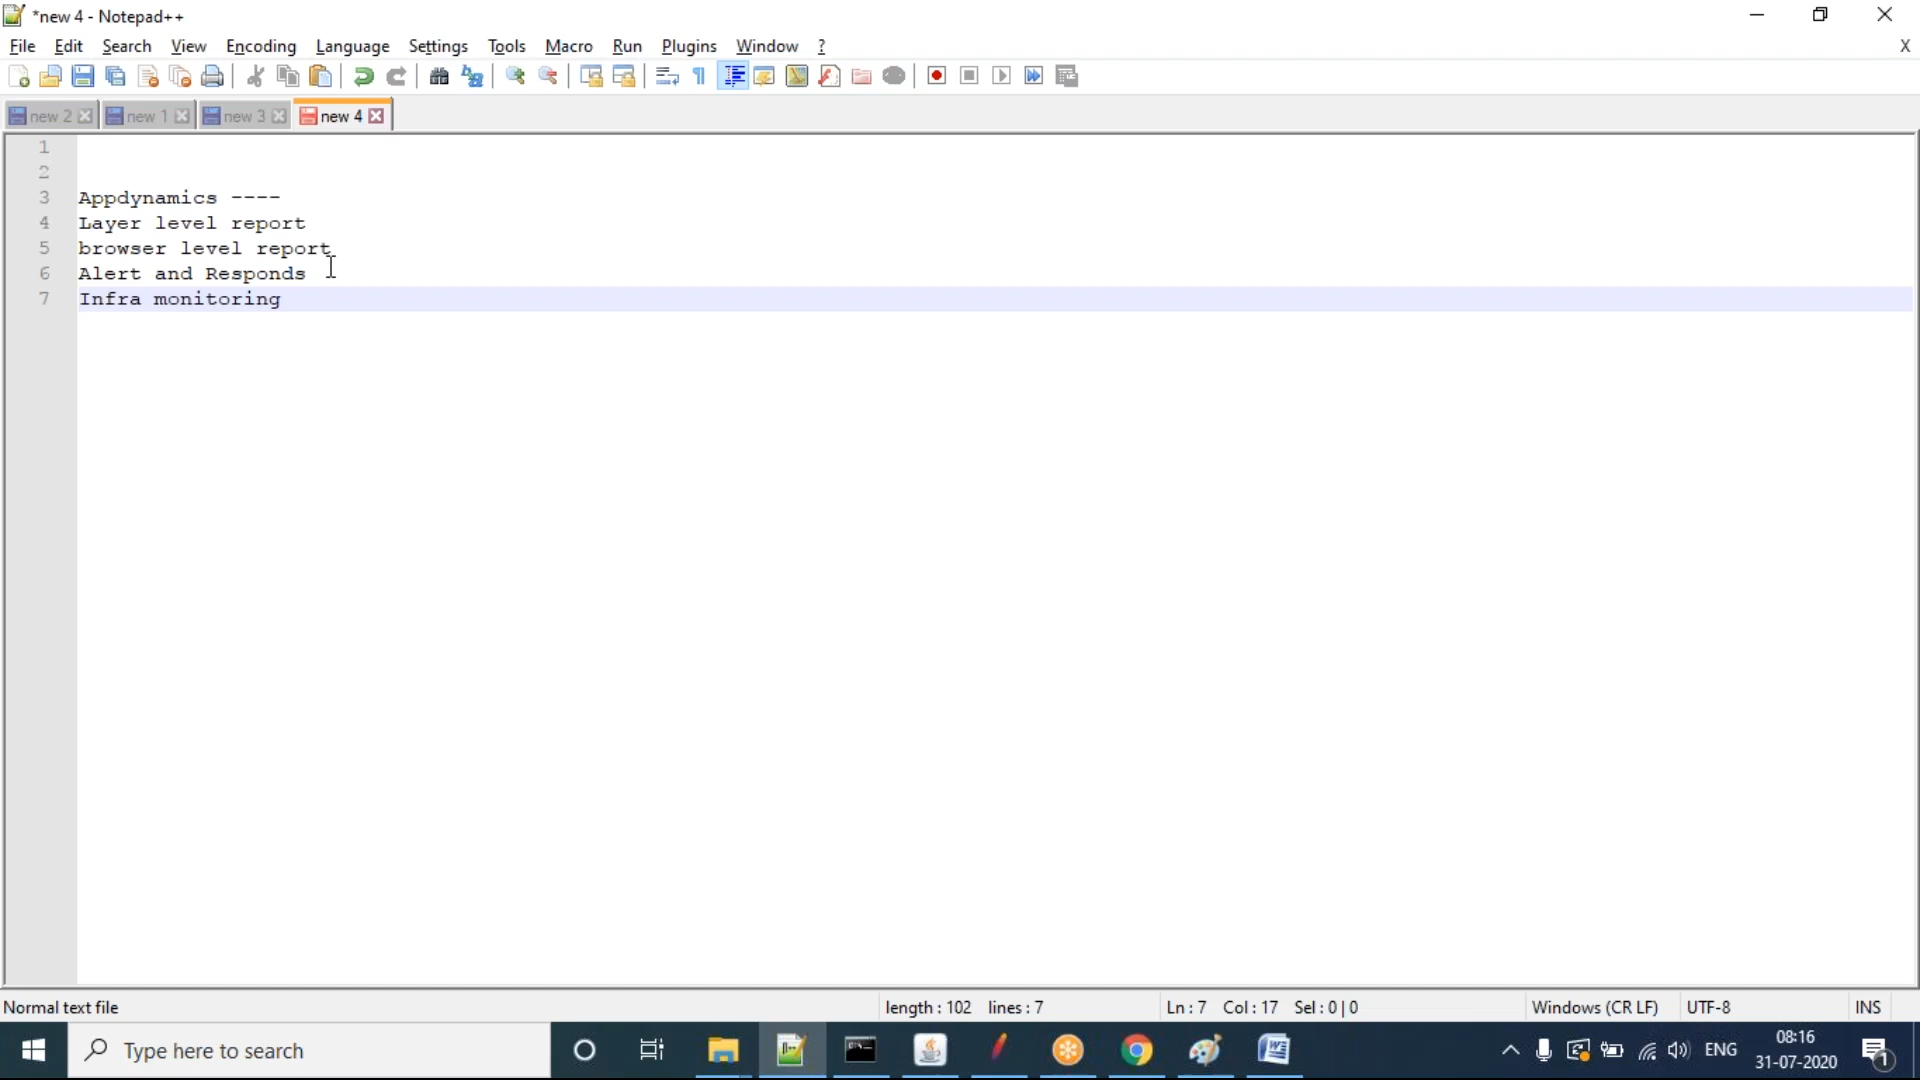 *new 4 - Notepad++
File Edit Search View Encoding Language Settings Tools Macro Run Plugins Window ? X
new 2 new 1 new 3 new 4
1
2
3 Appdynamics ----
4 Layer level report
5 browser level report
6 Alert and Responds
7 Infra monitoring
Normal text file length : 102 lines : 7 Ln : 7 Col : 17 Sel : 0 | 0 Windows (CR LF) UTF-8 INS
Type here to search ENG 08:16
31-07-2020 1